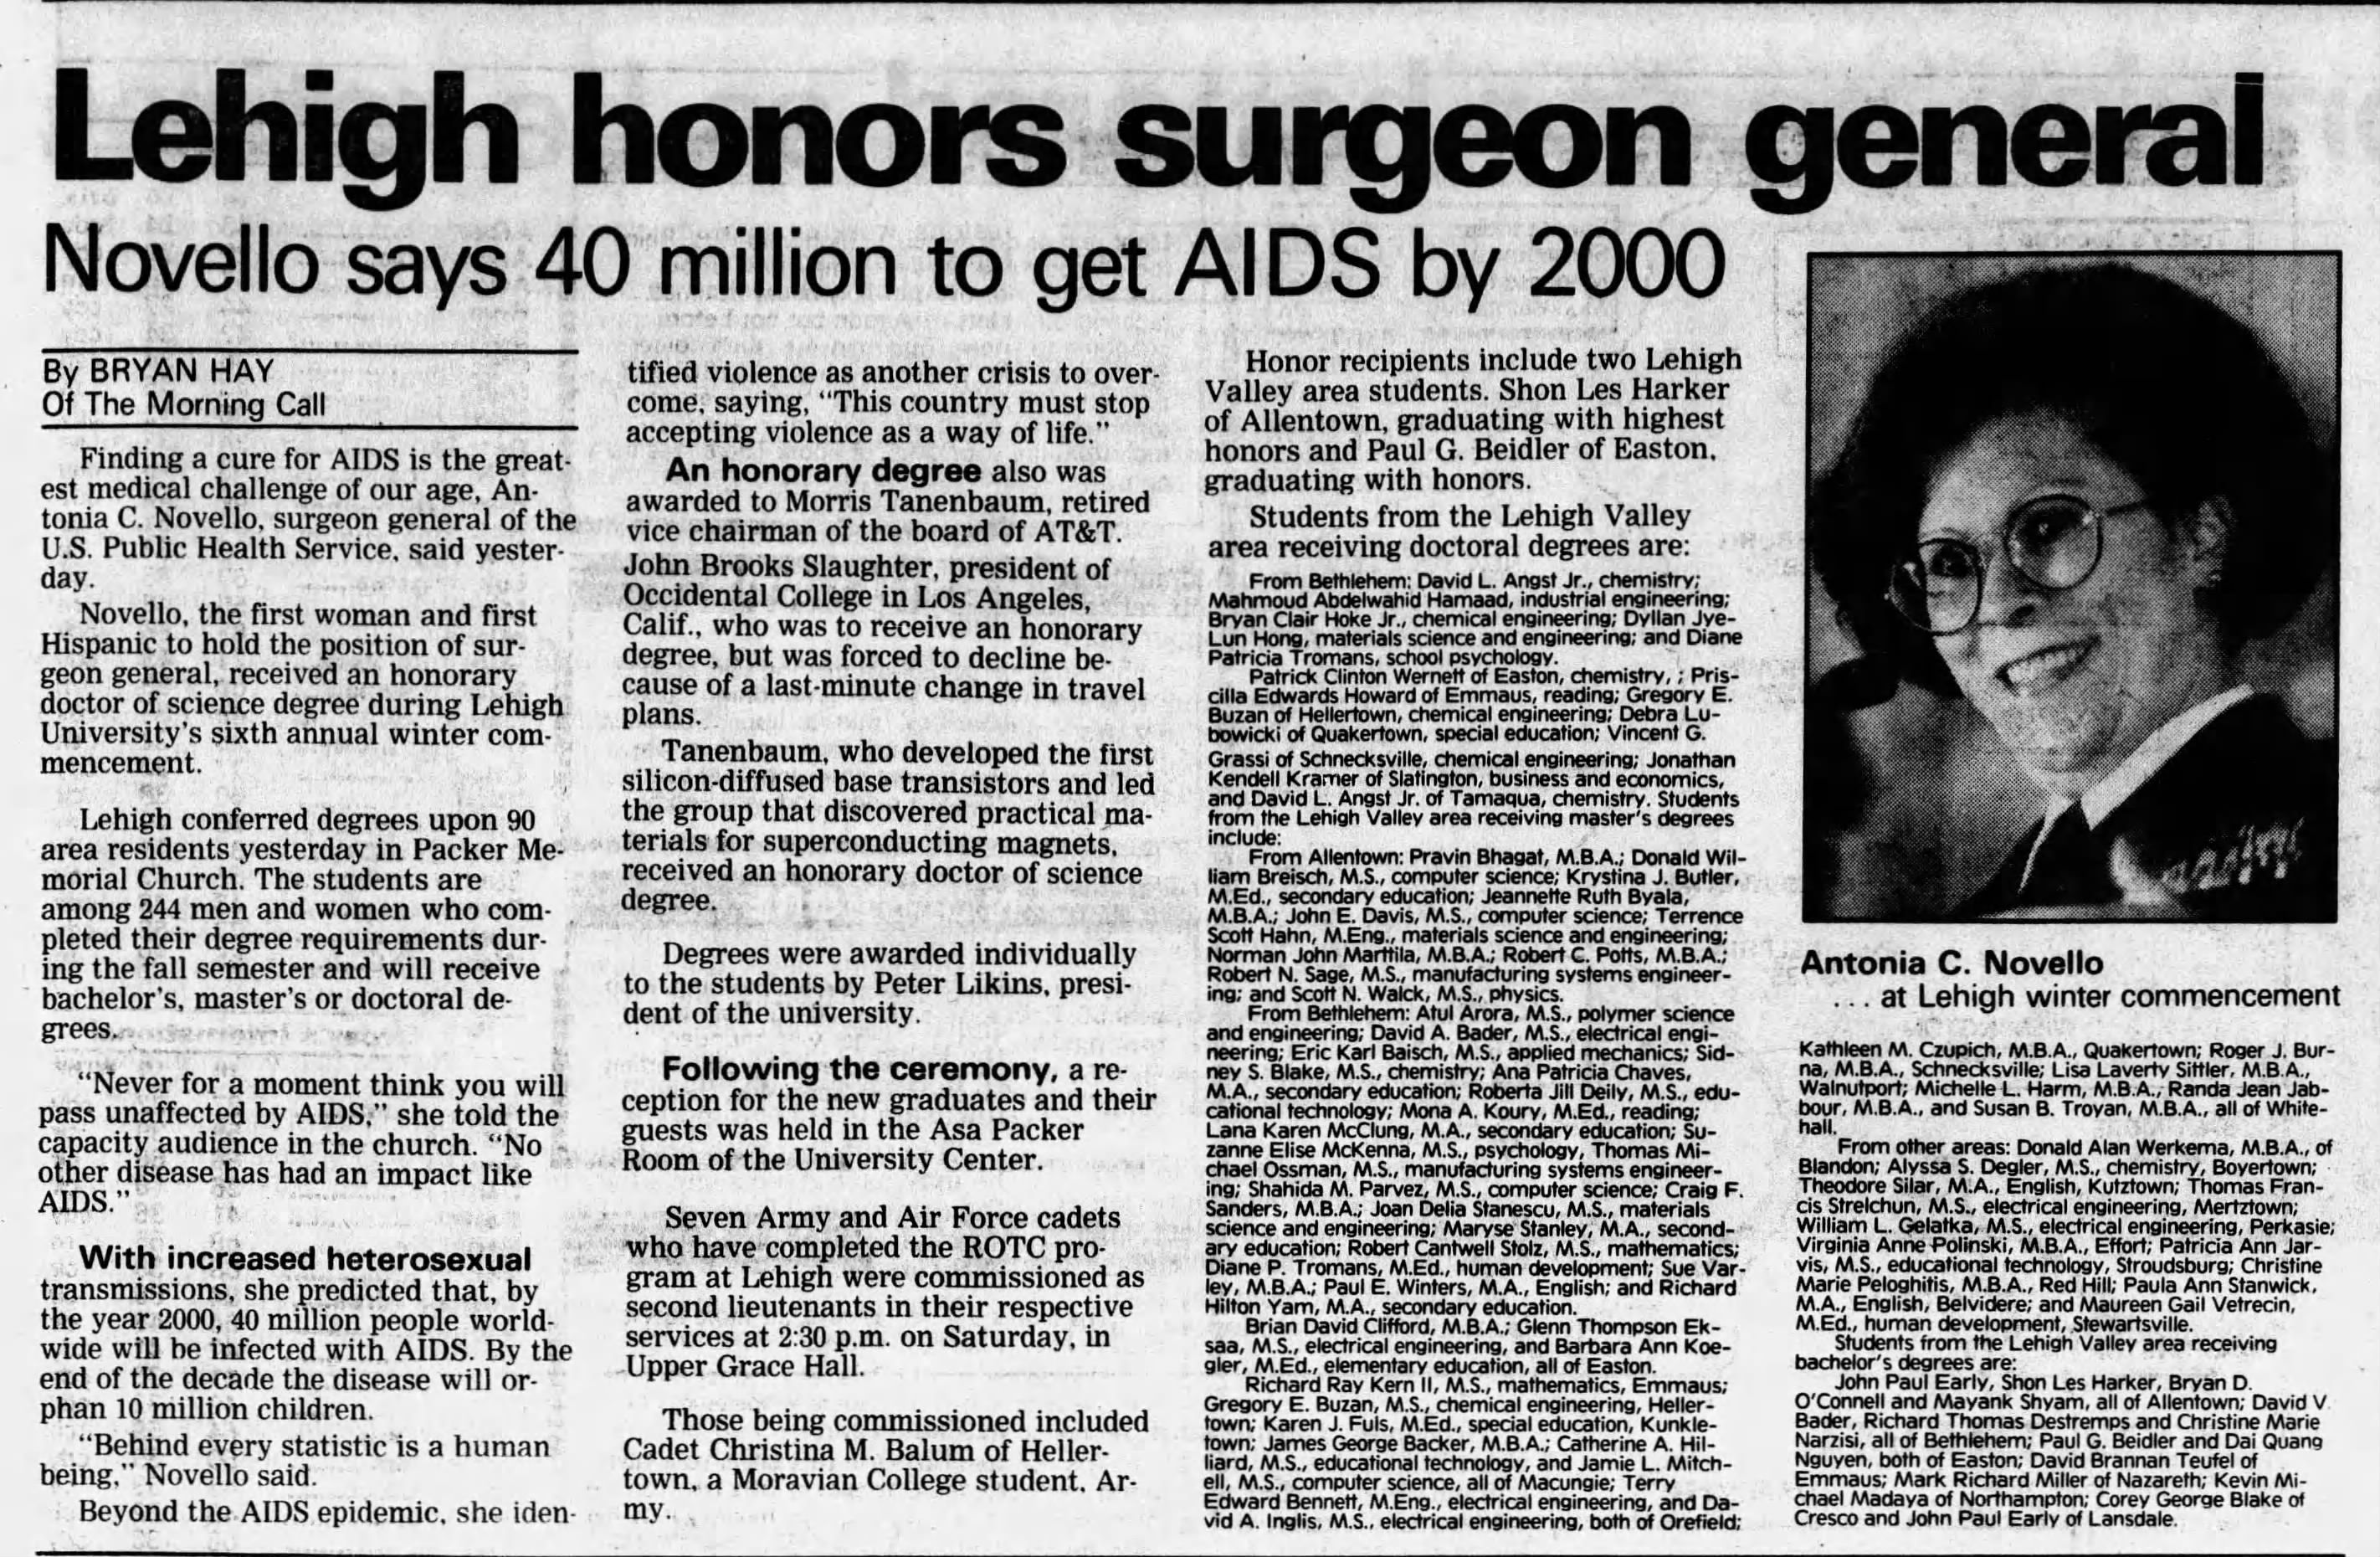 Lehigh honors surgeon general
Novello says 40 million to get AIDS by 2000
By BRYAN HAY
Of The Morning Call
Finding a cure for AIDS is the great-
est medical challenge of our age, An-
tonia C. Novello, surgeon general of the
U.S. Public Health Service, said yester-
day.
Novello, the first woman and first
Hispanic to hold the position of sur-
geon general, received an honorary
doctor of science degree during Lehigh
University's sixth annual winter com-
mencement.
Lehigh conferred degrees upon 90
area residents yesterday in Packer Me-
morial Church. The students are
among 244 men and women who com-
pleted their degree requirements dur-
ing the fall semester and will receive
bachelor's, master's or doctoral de-
grees.
"Never for a moment think you will
pass unaffected by AIDS," she told the
capacity audience in the church. "No
other disease has had an impact like
AIDS."
With increased heterosexual
transmissions, she predicted that, by
the year 2000, 40 million people world-
wide will be infected with AIDS. By the
end of the decade the disease will or-
phan 10 million children.
"Behind every statistic is a human
being," Novello said.
Beyond the AIDS epidemic, she iden-
tified violence as another crisis to over-
come, saying, "This country must stop
accepting violence as a way of life."
An honorary degree also was
awarded to Morris Tanenbaum, retired
vice chairman of the board of AT&T.
John Brooks Slaughter, president of
Occidental College in Los Angeles,
Calif., who was to receive an honorary
degree, but was forced to decline be-
cause of a last-minute change in travel
plans.
Tanenbaum, who developed the first
silicon-diffused base transistors and led
the group that discovered practical ma-
terials for superconducting magnets,
received an honorary doctor of science
degree.
Degrees were awarded individually
to the students by Peter Likins, presi-
dent of the university.
Following the ceremony, a re-
ception for the new graduates and their
guests was held in the Asa Packer
Room of the University Center.
Seven Army and Air Force cadets
who have completed the ROTC pro-
gram at Lehigh were commissioned as
second lieutenants in their respective
services at 2:30 p.m. on Saturday, in
Upper Grace Hall.
Those being commissioned included
Cadet Christina M. Balum of Heller-
town, a Moravian College student, Ar-
my.
Honor recipients include two Lehigh
Valley area students. Shon Les Harker
of Allentown, graduating with highest
honors and Paul G. Beidler of Easton,
graduating with honors.
Students from the Lehigh Valley
area receiving doctoral degrees are:
From Bethlehem: David L. Angst Jr., chemistry;
Mahmoud Abdelwahid Hamaad, industrial engineering;
Bryan Clair Hoke Jr., chemical engineering; Dyllan Jye-
Lun Hong, materials science and engineering; and Diane
Patricia Tromans, school psychology.
Patrick Clinton Wernett of Easton, chemistry, ; Pris-
cilla Edwards Howard of Emmaus, reading; Gregory E.
Buzan of Hellertown, chemical engineering; Debra Lu-
bowicki of Quakertown, special education; Vincent G.
Grassi of Schnecksville, chemical engineering; Jonathan
Kendell Kramer of Slatington, business and economics,
and David L. Angst Jr. of Tamaqua, chemistry. Students
from the Lehigh Valley area receiving master's degrees
include:
From Allentown: Pravin Bhagat, M.B.A.; Donald Wil-
liam Breisch, M.S., computer science; Krystina J. Butler,
M.Ed., secondary education; Jeannette Ruth Byala,
M.B.A.; John E. Davis, M.S., computer science; Terrence
Scott Hahn, M.Eng., materials science and engineering;
Norman John Marttila, M.B.A.; Robert C. Potts, M.B.A.;
Robert N. Sage, M.S., manufacturing systems engineer-
ing; and Scott N. Walck, M.S., physics.
From Bethlehem: Atul Arora, M.S., polymer science
and engineering; David A. Bader, M.S., electrical engi-
neering; Eric Karl Baisch, M.S., applied mechanics; Sid-
ney S. Blake, M.S., chemistry; Ana Patricia Chaves,
M.A., secondary education; Roberta Jill Deily, M.S., edu-
cational technology; Mona A. Koury, M.Ed., reading;
Lana Karen McClung, M.A., secondary education; Su-
zanne Elise McKenna, M.S., psychology, Thomas Mi-
chael Ossman, M.S., manufacturing systems engineer-
ing; Shahida M. Parvez, M.S., computer science; Craig F.
Sanders, M.B.A.; Joan Delia Stanescu, M.S., materials
science and engineering; Maryse Stanley, M.A., second-
ary education; Robert Cantwell Stolz, M.S., mathematics;
Diane P. Tromans, M.Ed., human development; Sue Var-
ley, M.B.A.; Paul E. Winters, M.A., English; and Richard
Hilton Yam, M.A., secondary education.
Brian David Clifford, M.B.A.; Glenn Thompson Ek-
saa, M.S., electrical engineering, and Barbara Ann Koe-
gler, M.Ed., elementary education, all of Easton.
Richard Ray Kern II, M.S., mathematics, Emmaus;
Gregory E. Buzan, M.S., chemical engineering, Heller-
town; Karen J. Fuls, M.Ed., special education, Kunkle-
town; James George Backer, M.B.A.; Catherine A. Hil-
liard, M.S., educational technology, and Jamie L. Mitch-
ell, M.S., computer science, all of Macungie; Terry
Edward Bennett, M.Eng., electrical engineering, and Da-
vid A. Inglis, M.S., electrical engineering, both of Orefield;
Antonia C. Novello
. . . at Lehigh winter commencement
Kathleen M. Czupich, M.B.A., Quakertown; Roger J. Bur-
na, M.B.A., Schnecksville; Lisa Laverty Sittler, M.B.A.,
Walnutport; Michelle L. Harm, M.B.A., Randa Jean Jab-
bour, M.B.A., and Susan B. Troyan, M.B.A., all of White-
hall.
From other areas: Donald Alan Werkema, M.B.A., of
Blandon; Alyssa S. Degler, M.S., chemistry, Boyertown;
Theodore Silar, M.A., English, Kutztown; Thomas Fran-
cis Strelchun, M.S., electrical engineering, Mertztown;
William L. Gelatka, M.S., electrical engineering, Perkasie;
Virginia Anne Polinski, M.B.A., Effort; Patricia Ann Jar-
vis, M.S., educational technology, Stroudsburg; Christine
Marie Peloghitis, M.B.A., Red Hill; Paula Ann Stanwick,
M.A., English, Belvidere; and Maureen Gail Vetrecin,
M.Ed., human development, Stewartsville.
Students from the Lehigh Valley area receiving
bachelor's degrees are:
John Paul Early, Shon Les Harker, Bryan D.
O'Connell and Mayank Shyam, all of Allentown; David V.
Bader, Richard Thomas Destremps and Christine Marie
Narzisi, all of Bethlehem; Paul G. Beidler and Dai Quang
Nguyen, both of Easton; David Brannan Teufel of
Emmaus; Mark Richard Miller of Nazareth; Kevin Mi-
chael Madaya of Northampton; Corey George Blake of
Cresco and John Paul Early of Lansdale.